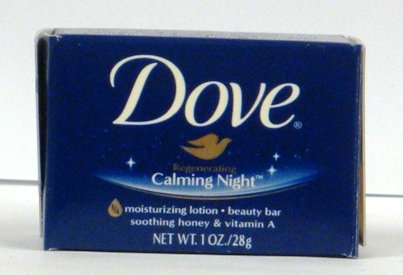 Dove®
Regenerating
Calming Night™
¼ moisturizing lotion • beauty bar
soothing honey & vitamin A
NET WT. 1 OZ./28g